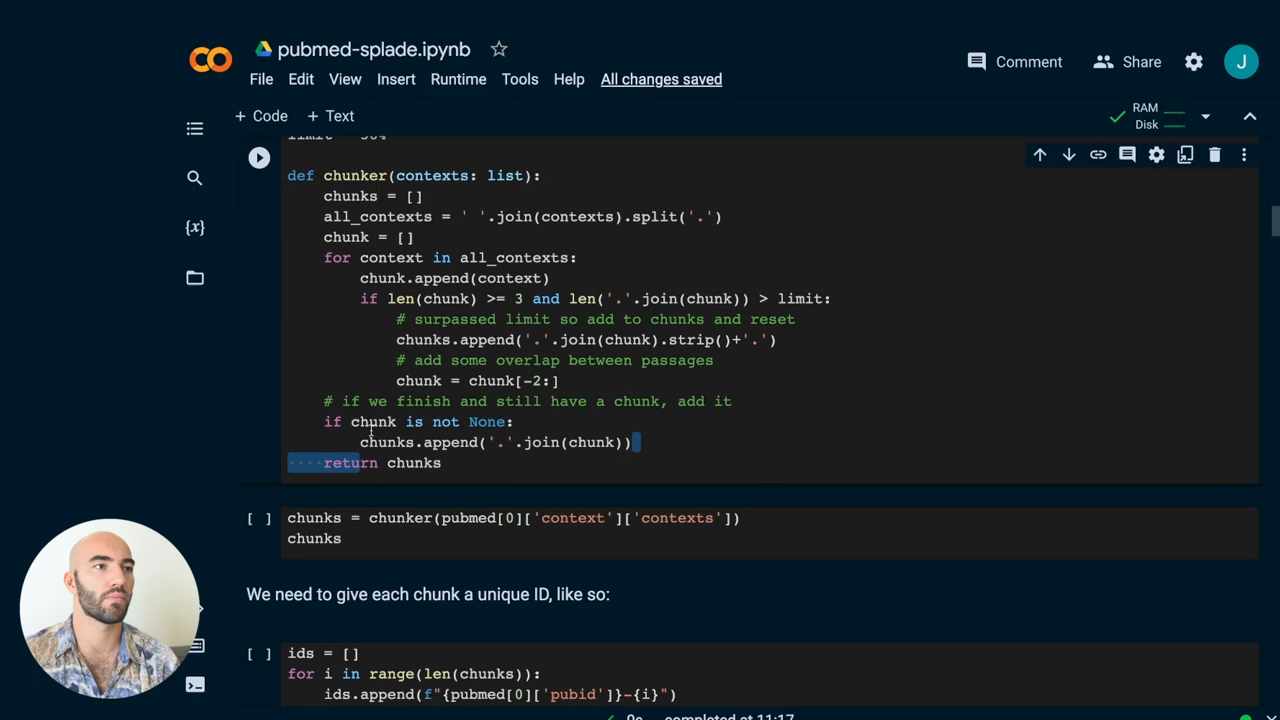 pubmed-splade.ipynb
File Edit View Insert Runtime Tools Help All changes saved
Comment Share J
+ Code + Text
RAM
Disk
def chunker(contexts: list):
chunks = []
all_contexts = ' '.join(contexts).split('.')
chunk = []
for context in all_contexts:
chunk.append(context)
if len(chunk) >= 3 and len('.'.join(chunk)) > limit:
# surpassed limit so add to chunks and reset
chunks.append('.'.join(chunk).strip()+'.')
# add some overlap between passages
chunk = chunk[-2:]
# if we finish and still have a chunk, add it
if chunk is not None:
chunks.append('.'.join(chunk))
return chunks
[ ] chunks = chunker(pubmed[0]['context']['contexts'])
chunks
We need to give each chunk a unique ID, like so:
[ ] ids = []
for i in range(len(chunks)):
ids.append(f"{pubmed[0]['pubid']}-{i}")
0s completed at 11:17